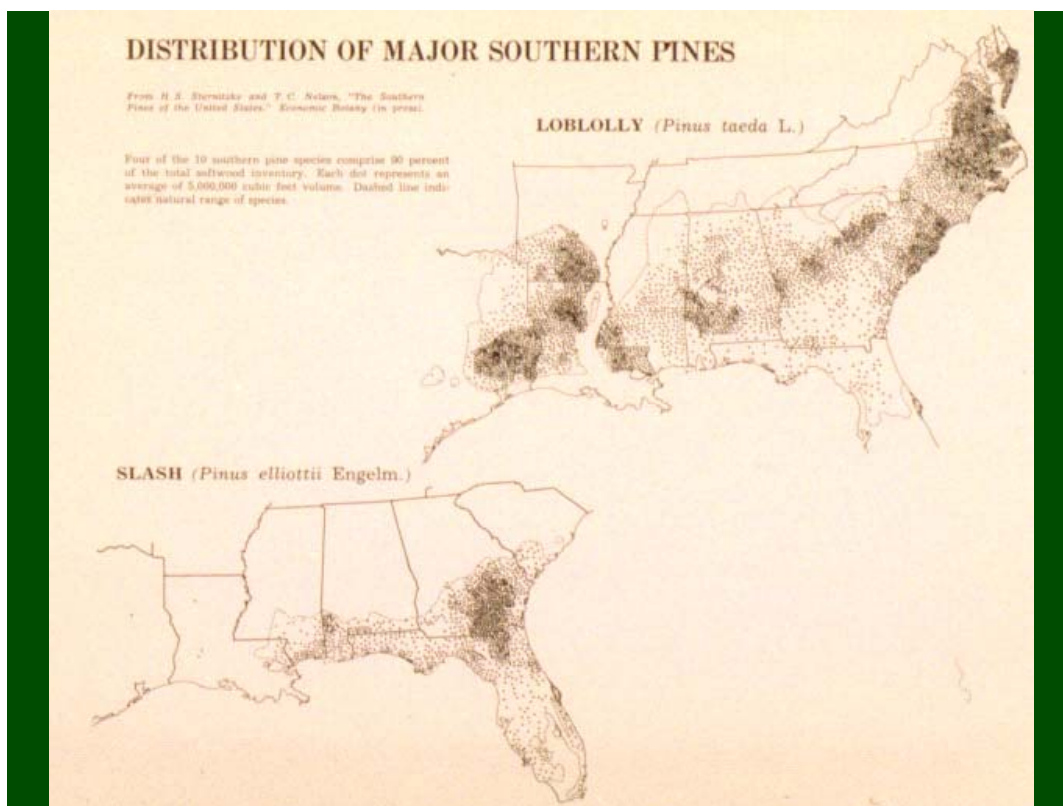 DISTRIBUTION OF MAJOR SOUTHERN PINES
From H. S. Sternitzke and T. C. Nelson, "The Southern
Pines of the United States." Economic Botany (in press).
LOBLOLLY (Pinus taeda L.)
Four of the 10 southern pine species comprise 90 percent
of the total softwood inventory. Each dot represents an
average of 5,000,000 cubic feet volume. Dashed line indi-
cates natural range of species.
SLASH (Pinus elliottii Engelm.)